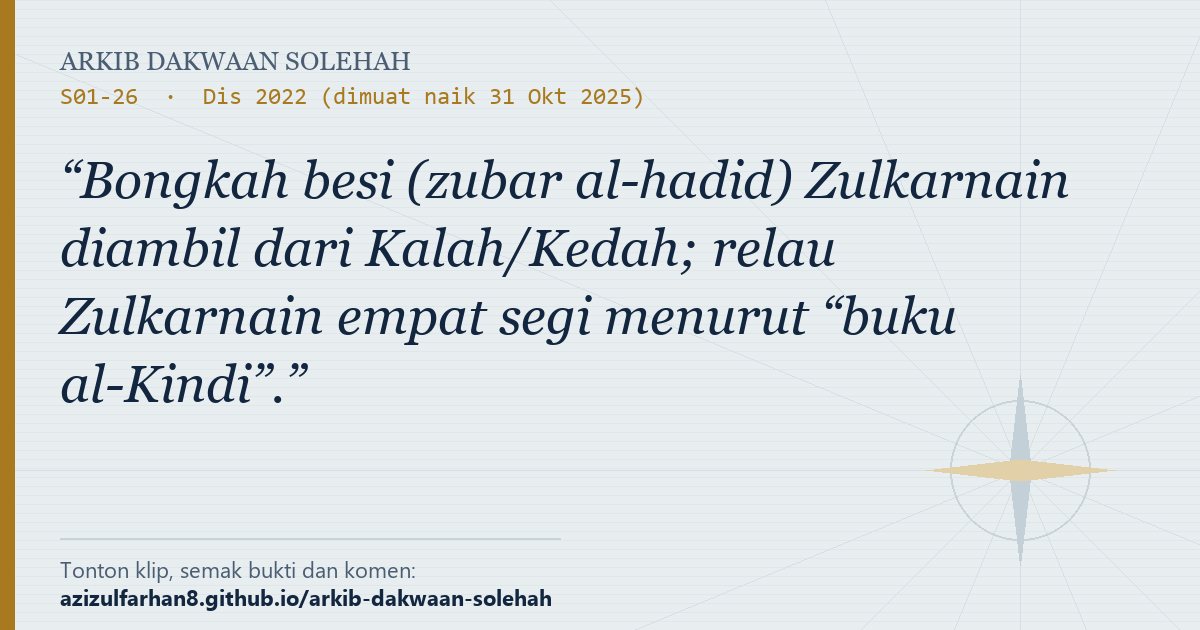 ARKIB DAKWAAN SOLEHAH
S01-26 · Dis 2022 (dimuat naik 31 Okt 2025)
“Bongkah besi (zubar al-hadid) Zulkarnain
diambil dari Kalah/Kedah; relau
Zulkarnain empat segi menurut “buku
al-Kindi”.”
Tonton klip, semak bukti dan komen:
azizulfarhan8.github.io/arkib-dakwaan-solehah